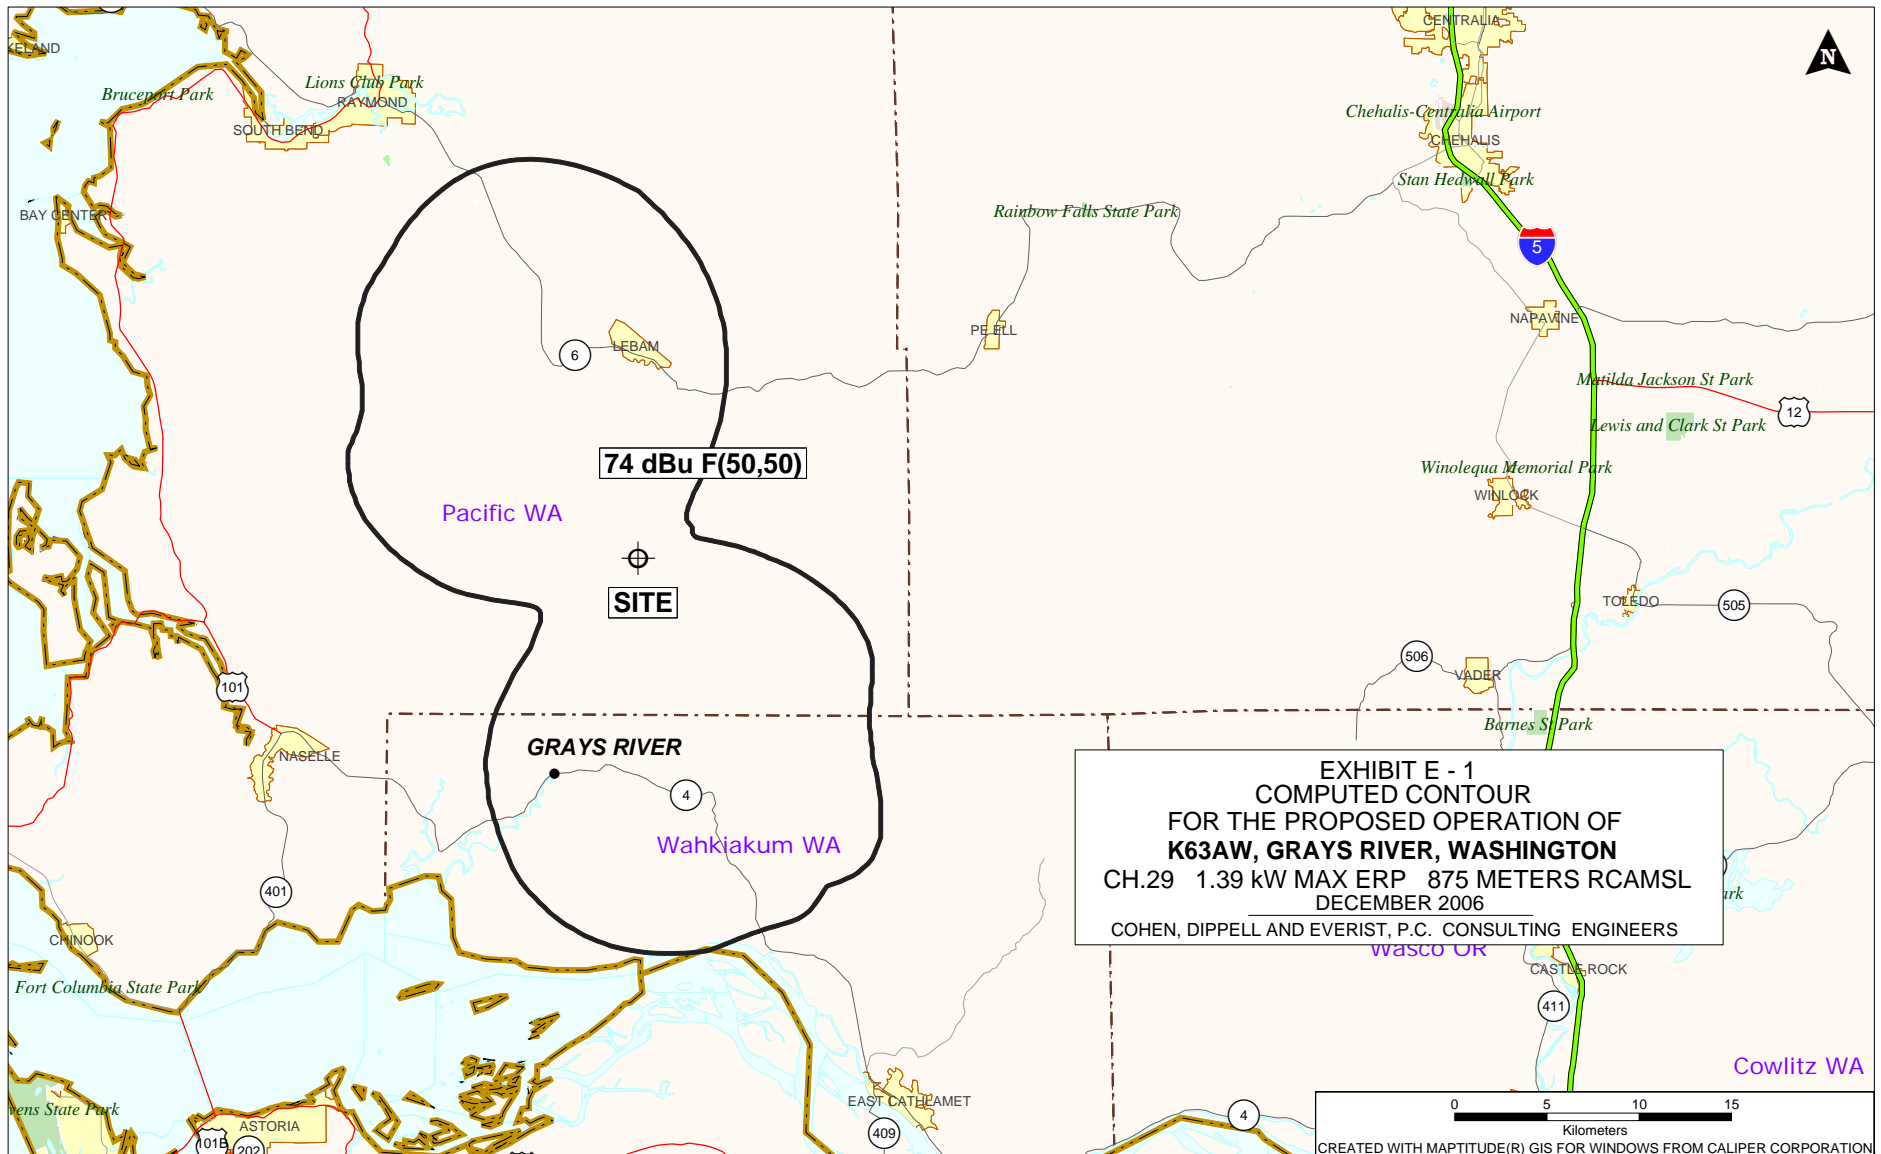 CENTRALIA
KELAND
N
Lions Club Park
Bruceport Park
RAYMOND
Chehalis-Centralia Airport
SOUTH BEND
CHEHALIS
Stan Hedwall Park
BAY CENTER
Rainbow Falls State Park
5
NAPAVINE
PE ELL
LEBAM
6
Matilda Jackson St Park
12
Lewis and Clark St Park
74 dBu F(50,50)
Winolequa Memorial Park
WINLOCK
Pacific WA
SITE
TOLEDO
505
506
VADER
101
Barnes St Park
GRAYS RIVER
NASELLE
4
Wahkiakum WA
EXHIBIT E - 1
COMPUTED CONTOUR
FOR THE PROPOSED OPERATION OF
K63AW, GRAYS RIVER, WASHINGTON
CH.29 1.39 kW MAX ERP 875 METERS RCAMSL
DECEMBER 2006
COHEN, DIPPELL AND EVERIST, P.C. CONSULTING ENGINEERS
ark
401
CHINOOK
Wasco OR
CASTLE ROCK
Fort Columbia State Park
411
Cowlitz WA
vens State Park
EAST CATHLAMET
ASTORIA
4
409
101B
202
0 5 10 15
Kilometers
CREATED WITH MAPTITUDE(R) GIS FOR WINDOWS FROM CALIPER CORPORATION